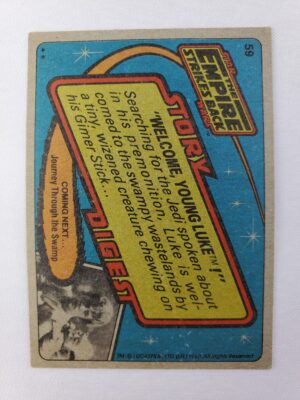 59
STAR
THE
EMPIRE
STRIKES BACK
WARS
STORY
"WELCOME, YOUNG LUKE™!"
Searching for the Jedi spoken about
in his premonition, Luke is wel-
comed to the swampy wastelands by
a tiny, wizened creature chewing on
his Gimer Stick...
DIGEST
COMING NEXT...
Journey Through the Swamp
**